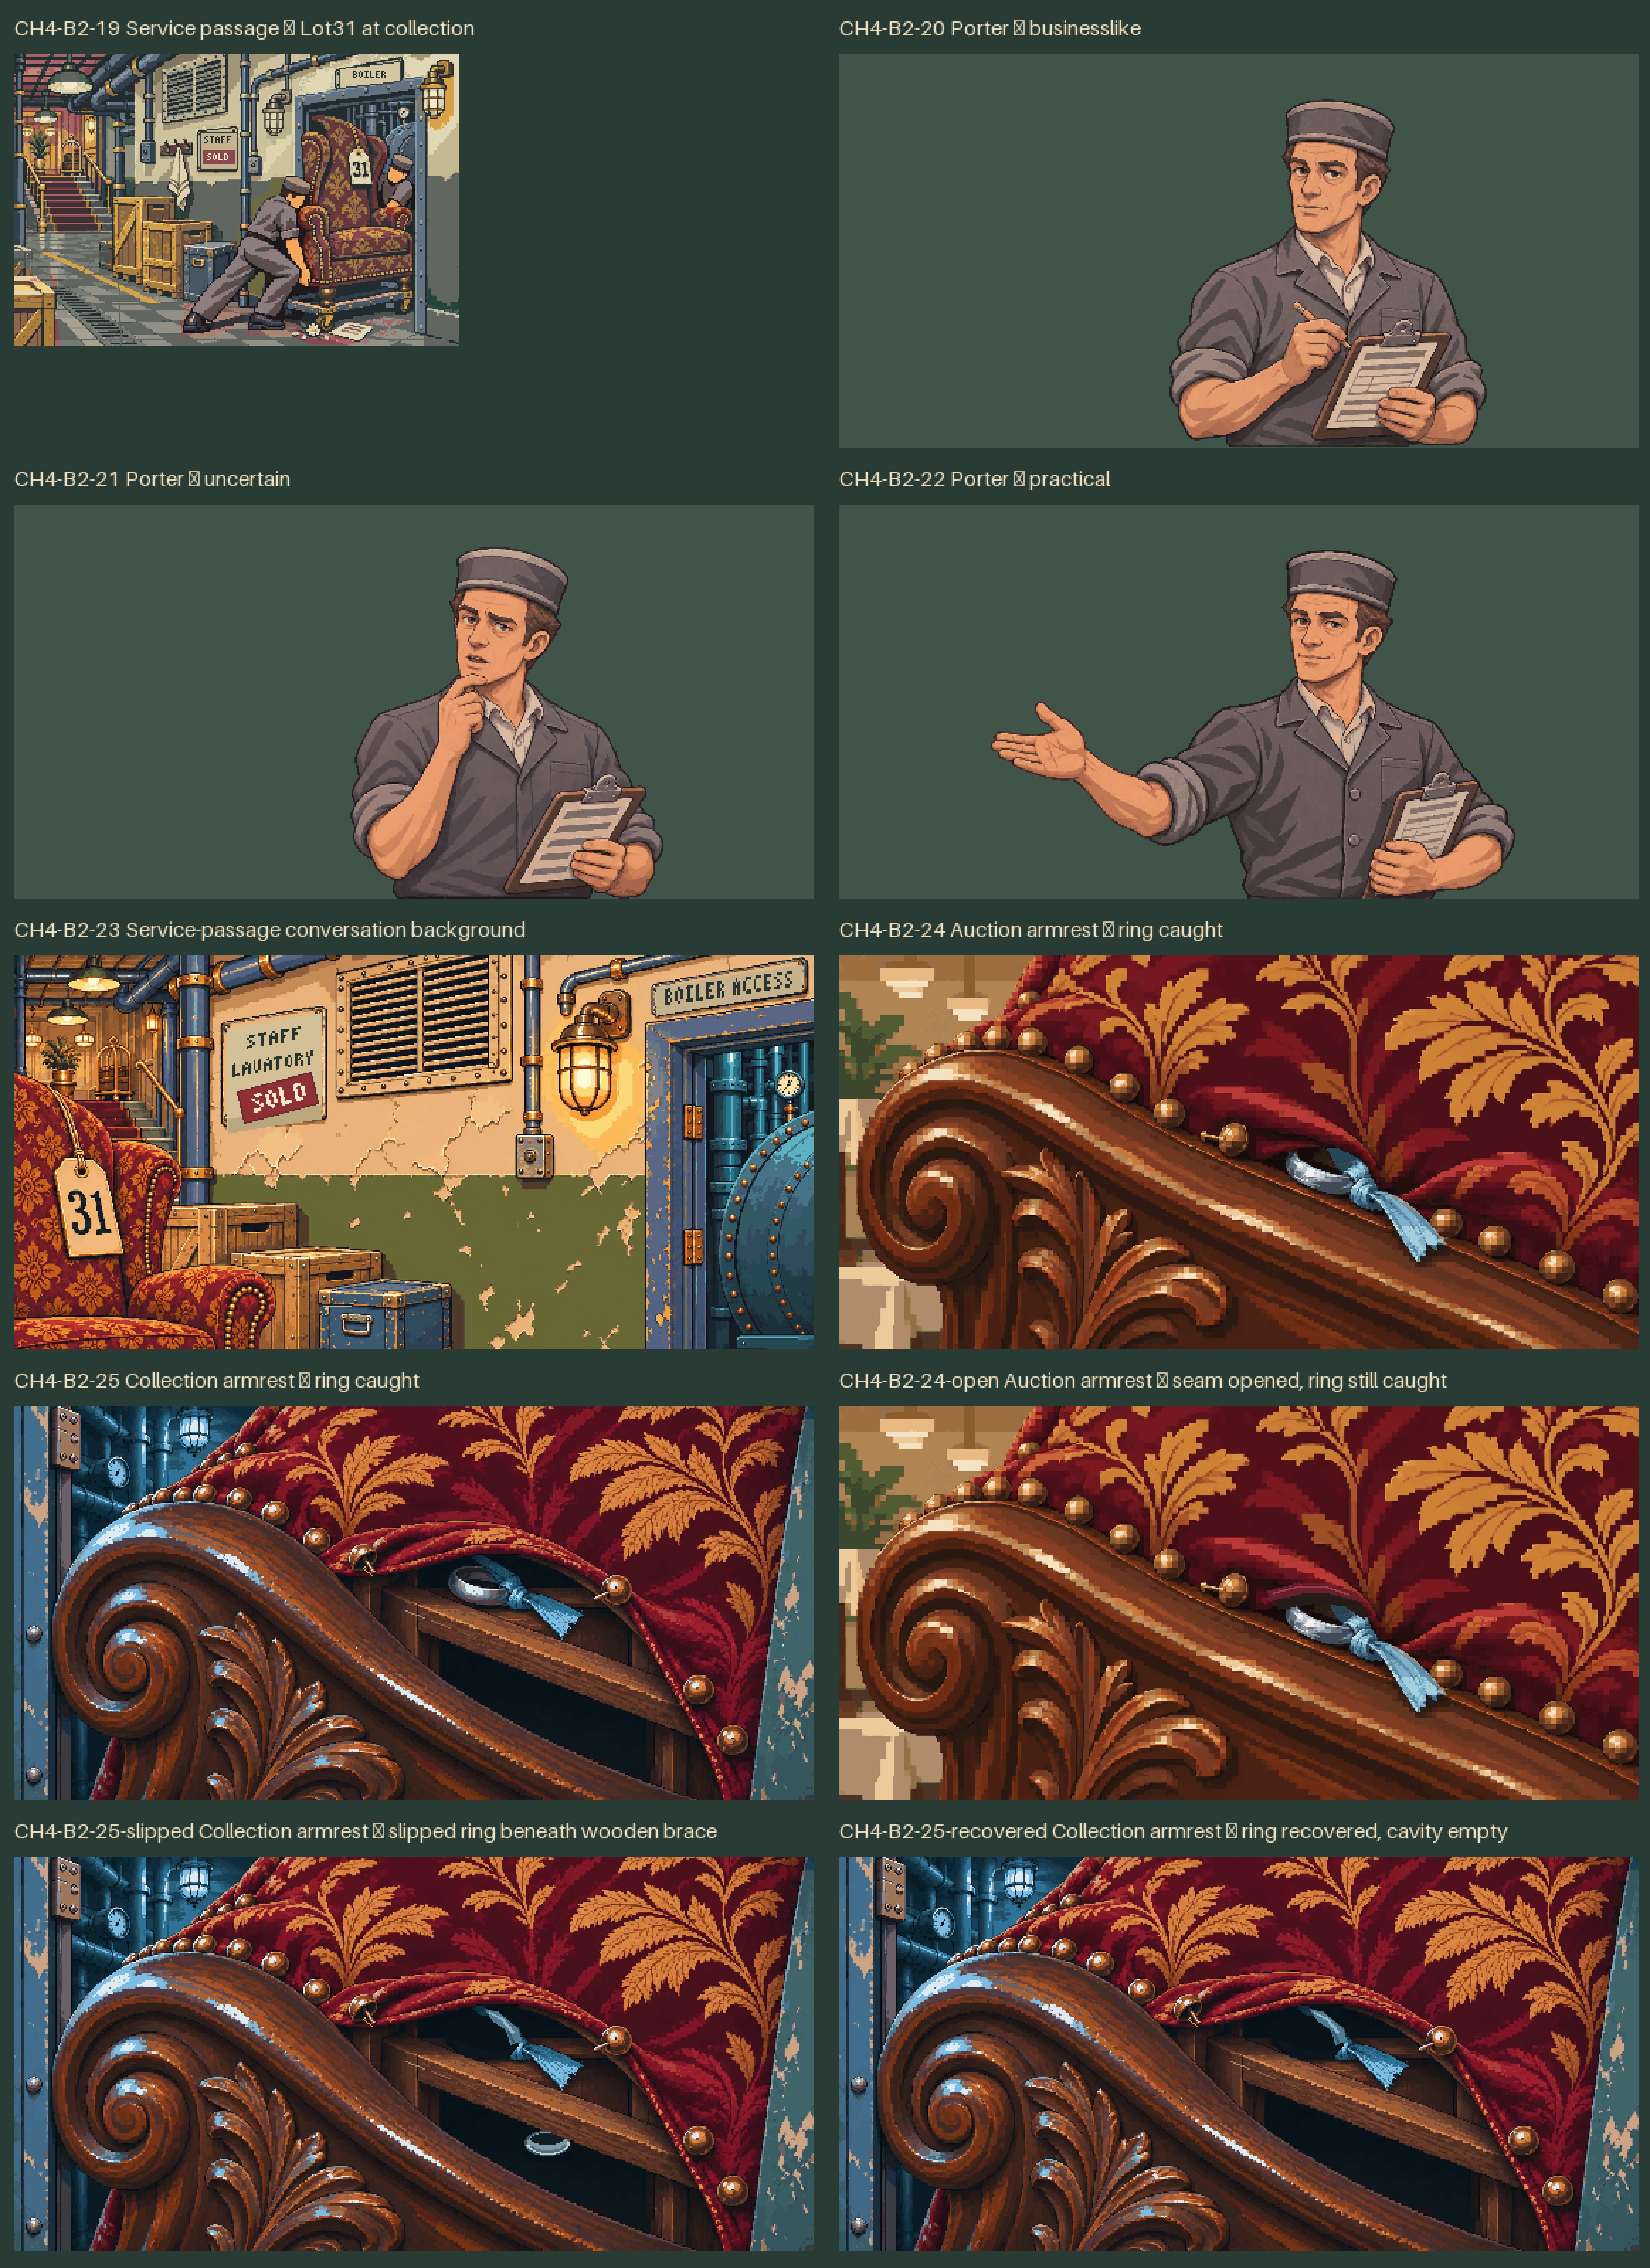 CH4-B2-19 Service passage ☒ Lot31 at collection
CH4-B2-20 Porter ☒ businesslike
BOILER
STAFF
SOLD
31
CH4-B2-21 Porter ☒ uncertain
CH4-B2-22 Porter ☒ practical
CH4-B2-23 Service-passage conversation background
CH4-B2-24 Auction armrest ☒ ring caught
BOILER ACCESS
STAFF
LAVATORY
SOLD
31
CH4-B2-25 Collection armrest ☒ ring caught
CH4-B2-24-open Auction armrest ☒ seam opened, ring still caught
CH4-B2-25-slipped Collection armrest ☒ slipped ring beneath wooden brace
CH4-B2-25-recovered Collection armrest ☒ ring recovered, cavity empty